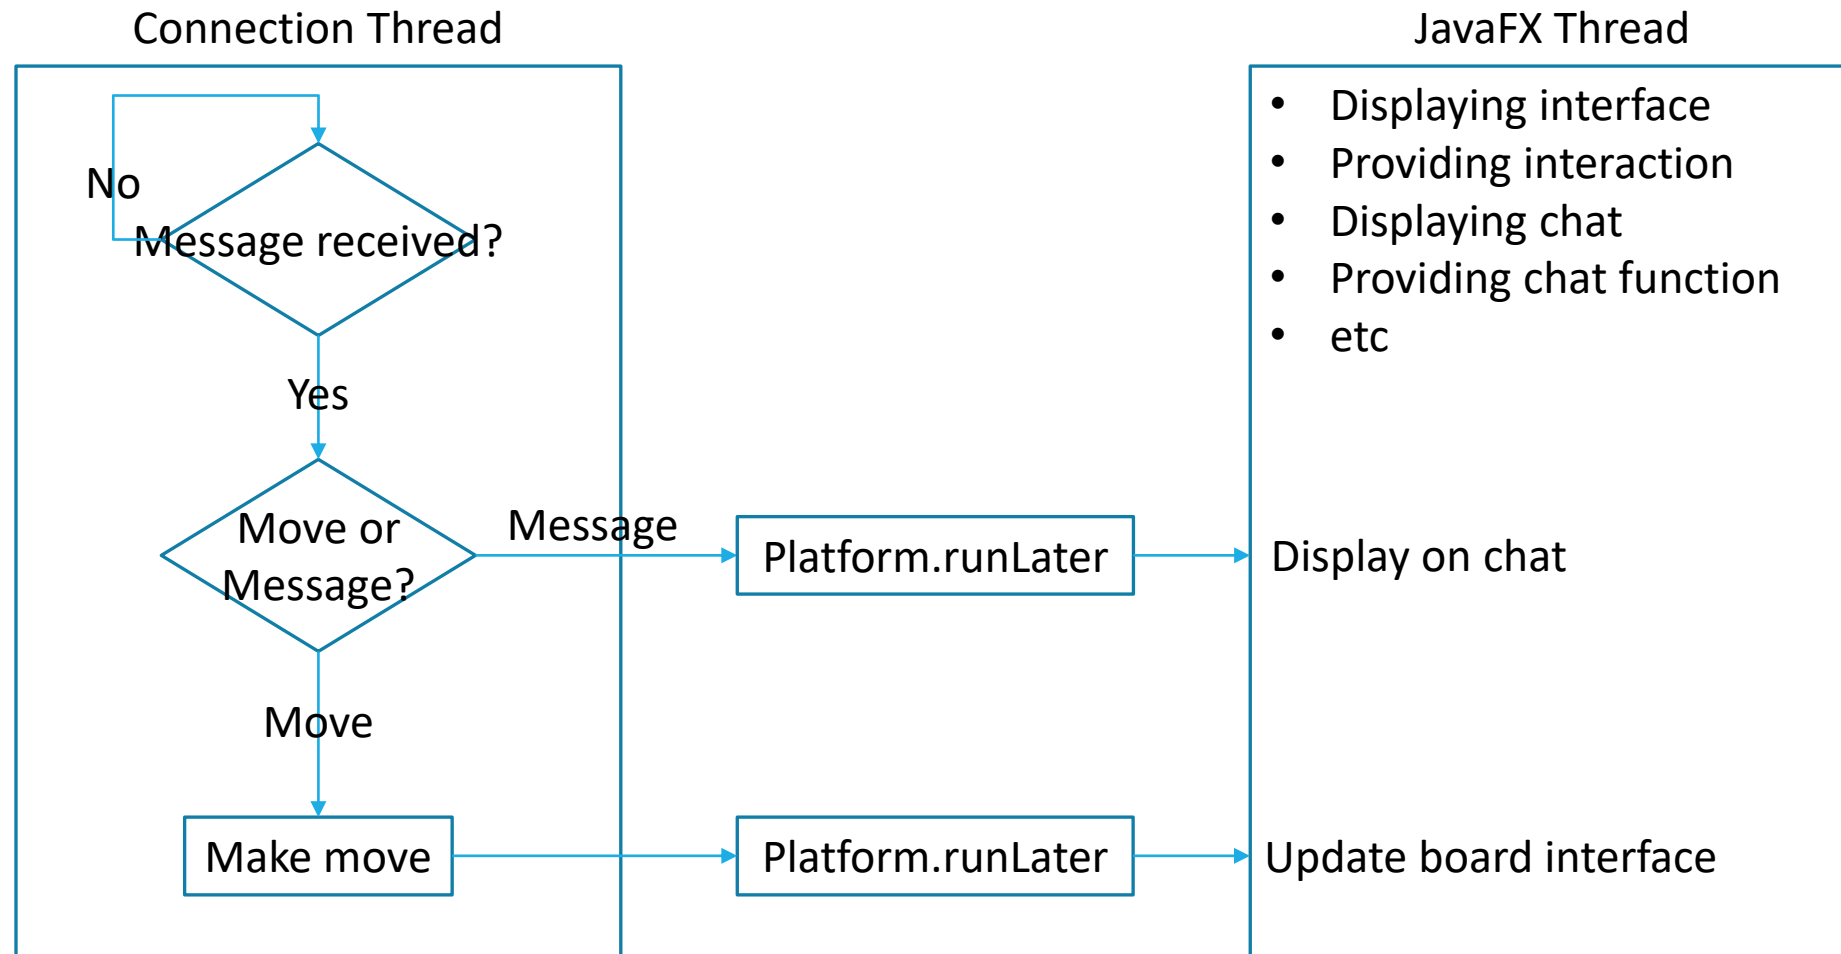 Connection Thread
JavaFX Thread
No
Message received?
Yes
Move or
Message?
Message
Move
Make move
Platform.runLater
Platform.runLater
• Displaying interface
• Providing interaction
• Displaying chat
• Providing chat function
• etc
Display on chat
Update board interface